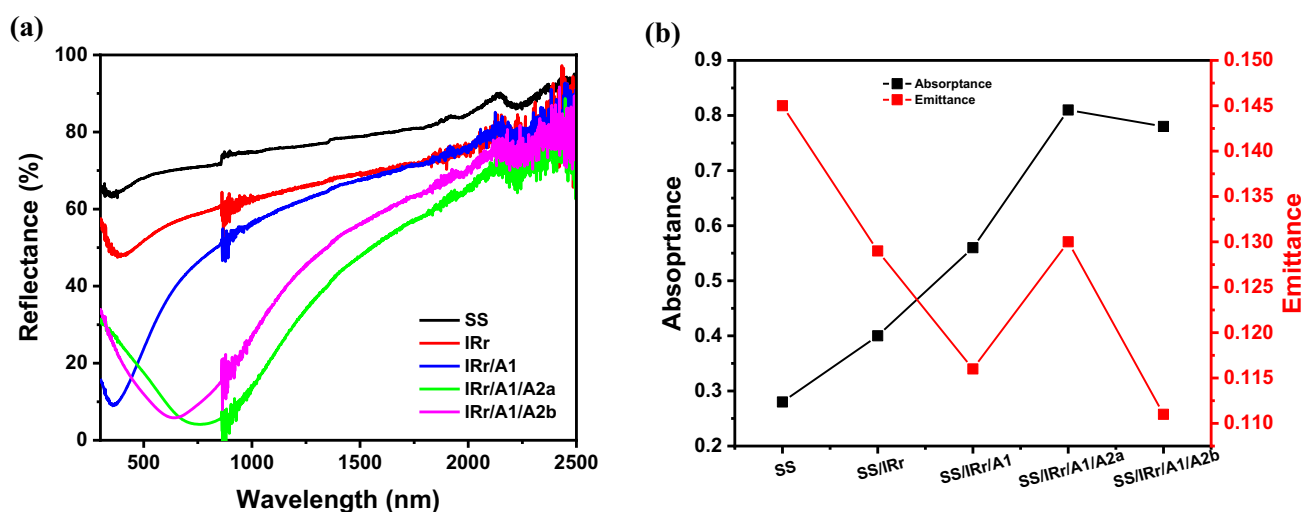 (a)
100
80
60
40
20
0
Reflectance (%)
500
1000
1500
2000
2500
Wavelength (nm)
SS
IRr
IRr/A1
IRr/A1/A2a
IRr/A1/A2b
(b)
0.9
0.8
0.7
0.6
0.5
0.4
0.3
0.2
Absoprtance
Absorptance
Emittance
0.150
0.145
0.140
0.135
0.130
0.125
0.120
0.115
0.110
Emittance
SS
SS/IRr
SS/IRr/A1
SS/IRr/A1/A2a
SS/IRr/A1/A2b